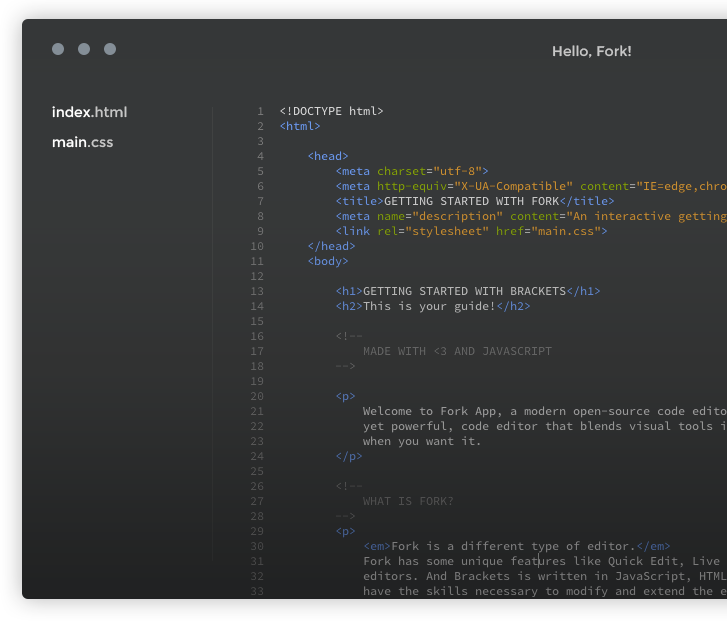 Hello, Fork!
index.html
main.css
1 <!DOCTYPE html>
2 <html>
3
4 <head>
5 <meta charset="utf-8">
6 <meta http-equiv="X-UA-Compatible" content="IE=edge,chro
7 <title>GETTING STARTED WITH FORK</title>
8 <meta name="description" content="An interactive getting
9 <link rel="stylesheet" href="main.css">
10 </head>
11 <body>
12
13 <h1>GETTING STARTED WITH BRACKETS</h1>
14 <h2>This is your guide!</h2>
15
16 <!--
17 MADE WITH <3 AND JAVASCRIPT
18 -->
19
20 <p>
21 Welcome to Fork App, a modern open-source code edito
22 yet powerful, code editor that blends visual tools i
23 when you want it.
24 </p>
25
26 <!--
27 WHAT IS FORK?
28 -->
29 <p>
30 <em>Fork is a different type of editor.</em>
31 Fork has some unique features like Quick Edit, Live
32 editors. And Brackets is written in JavaScript, HTML
33 have the skills necessary to modify and extend the e